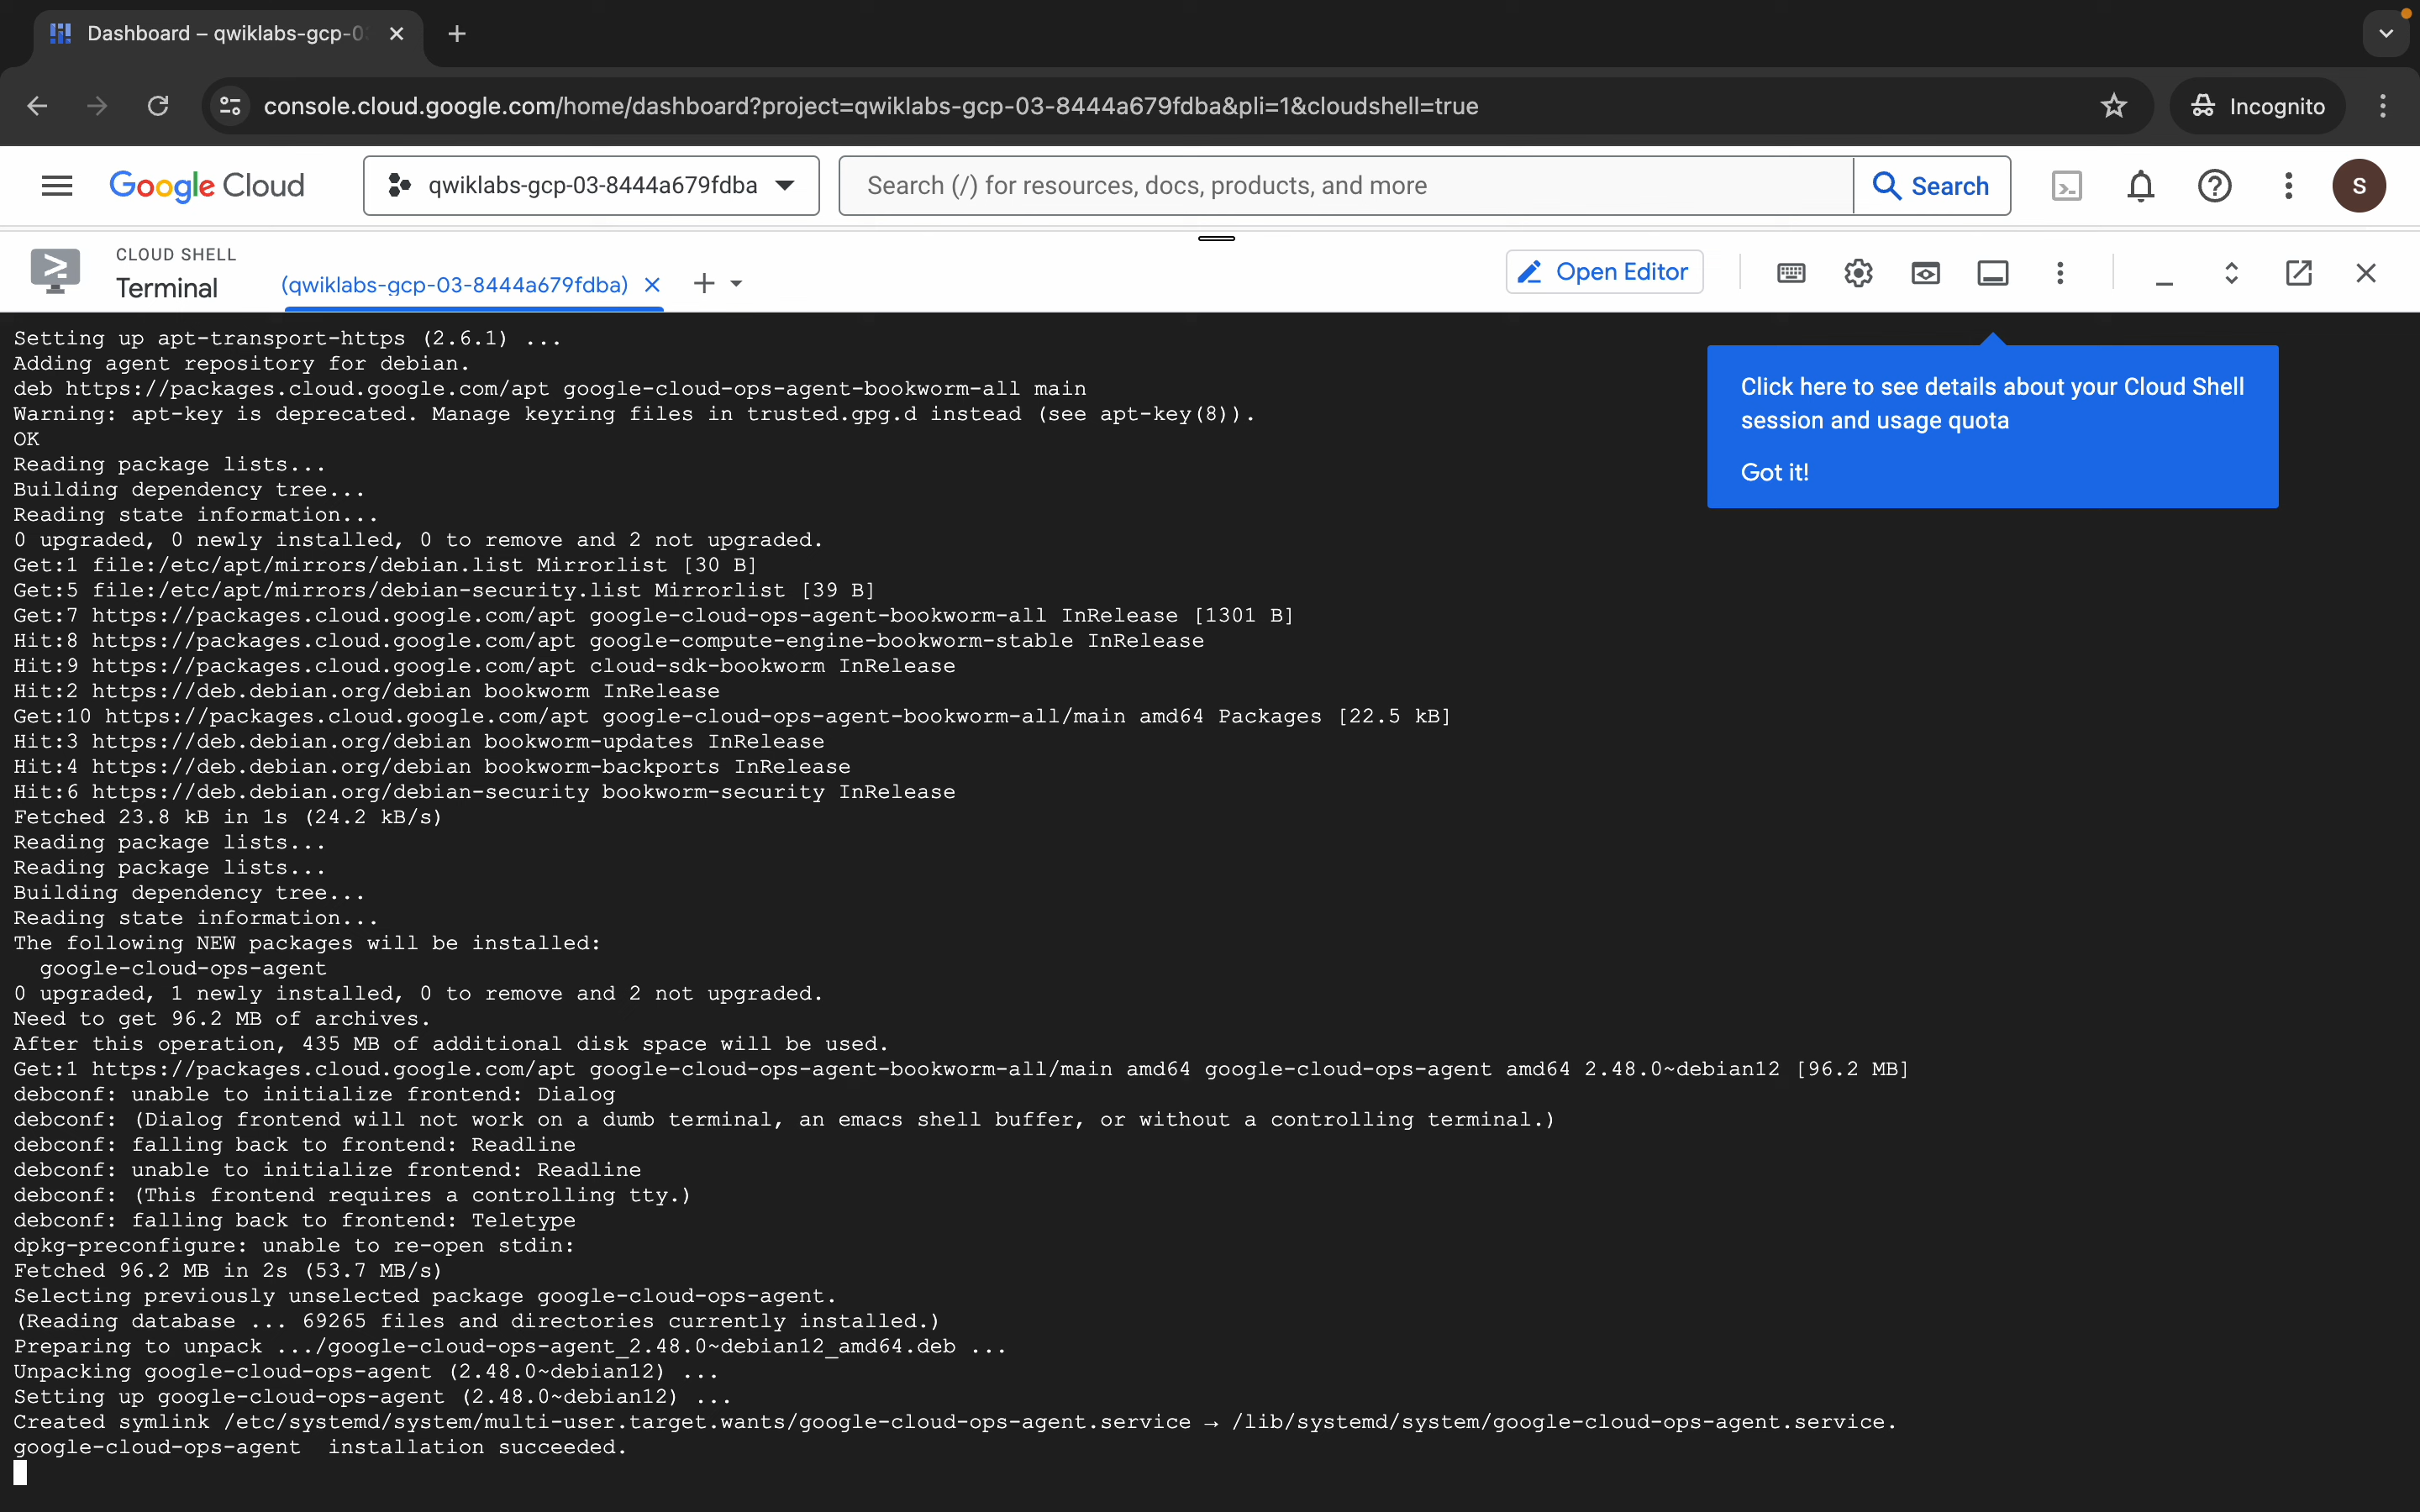 Dashboard – qwiklabs-gcp-0
console.cloud.google.com/home/dashboard?project=qwiklabs-gcp-03-8444a679fdba&pli=1&cloudshell=true
Incognito
Google Cloud
qwiklabs-gcp-03-8444a679fdba
Search (/) for resources, docs, products, and more
Search
S
CLOUD SHELL
Terminal
(qwiklabs-gcp-03-8444a679fdba)
Open Editor
Click here to see details about your Cloud Shell
session and usage quota
Got it!
Setting up apt-transport-https (2.6.1) ...
Adding agent repository for debian.
deb https://packages.cloud.google.com/apt google-cloud-ops-agent-bookworm-all main
Warning: apt-key is deprecated. Manage keyring files in trusted.gpg.d instead (see apt-key(8)).
OK
Reading package lists...
Building dependency tree...
Reading state information...
0 upgraded, 0 newly installed, 0 to remove and 2 not upgraded.
Get:1 file:/etc/apt/mirrors/debian.list Mirrorlist [30 B]
Get:5 file:/etc/apt/mirrors/debian-security.list Mirrorlist [39 B]
Get:7 https://packages.cloud.google.com/apt google-cloud-ops-agent-bookworm-all InRelease [1301 B]
Hit:8 https://packages.cloud.google.com/apt google-compute-engine-bookworm-stable InRelease
Hit:9 https://packages.cloud.google.com/apt cloud-sdk-bookworm InRelease
Hit:2 https://deb.debian.org/debian bookworm InRelease
Get:10 https://packages.cloud.google.com/apt google-cloud-ops-agent-bookworm-all/main amd64 Packages [22.5 kB]
Hit:3 https://deb.debian.org/debian bookworm-updates InRelease
Hit:4 https://deb.debian.org/debian bookworm-backports InRelease
Hit:6 https://deb.debian.org/debian-security bookworm-security InRelease
Fetched 23.8 kB in 1s (24.2 kB/s)
Reading package lists...
Reading package lists...
Building dependency tree...
Reading state information...
The following NEW packages will be installed:
  google-cloud-ops-agent
0 upgraded, 1 newly installed, 0 to remove and 2 not upgraded.
Need to get 96.2 MB of archives.
After this operation, 435 MB of additional disk space will be used.
Get:1 https://packages.cloud.google.com/apt google-cloud-ops-agent-bookworm-all/main amd64 google-cloud-ops-agent amd64 2.48.0~debian12 [96.2 MB]
debconf: unable to initialize frontend: Dialog
debconf: (Dialog frontend will not work on a dumb terminal, an emacs shell buffer, or without a controlling terminal.)
debconf: falling back to frontend: Readline
debconf: unable to initialize frontend: Readline
debconf: (This frontend requires a controlling tty.)
debconf: falling back to frontend: Teletype
dpkg-preconfigure: unable to re-open stdin:
Fetched 96.2 MB in 2s (53.7 MB/s)
Selecting previously unselected package google-cloud-ops-agent.
(Reading database ... 69265 files and directories currently installed.)
Preparing to unpack .../google-cloud-ops-agent_2.48.0~debian12_amd64.deb ...
Unpacking google-cloud-ops-agent (2.48.0~debian12) ...
Setting up google-cloud-ops-agent (2.48.0~debian12) ...
Created symlink /etc/systemd/system/multi-user.target.wants/google-cloud-ops-agent.service → /lib/systemd/system/google-cloud-ops-agent.service.
google-cloud-ops-agent  installation succeeded.